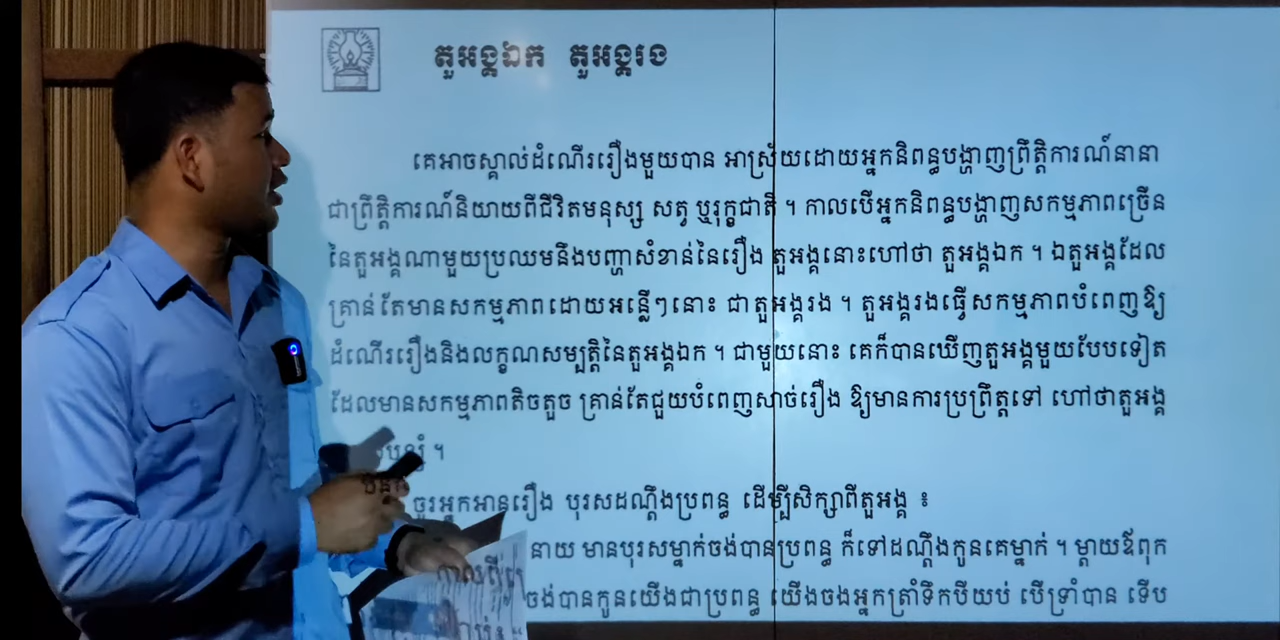 តួអង្គឯក តួអង្គរង
គេអាចស្គាល់ដំណើររឿងមួយបាន អាស្រ័យដោយអ្នកនិពន្ធបង្ហាញព្រឹត្តិការណ៍នានា
ជាព្រឹត្តិការណ៍និយាយពីជីវិតមនុស្ស សត្វ ឬរុក្ខជាតិ ។ កាលបើអ្នកនិពន្ធបង្ហាញសកម្មភាពច្រើន
នៃតួអង្គណាមួយប្រឈមនឹងបញ្ហាសំខាន់នៃរឿង តួអង្គនោះហៅថា តួអង្គឯក ។ ឯតួអង្គដែល
គ្រាន់តែមានសកម្មភាពដោយអន្លើៗនោះ ជាតួអង្គរង ។ តួអង្គរងធ្វើសកម្មភាពបំពេញឱ្យ
ដំណើររឿងនិងលក្ខណសម្បត្តិនៃតួអង្គឯក ។ ជាមួយនោះ គេក៏បានឃើញតួអង្គមួយបែបទៀត
ដែលមានសកម្មភាពតិចតួច គ្រាន់តែជួយបំពេញសាច់រឿង ឱ្យមានការប្រព្រឹត្តទៅ ហៅថាតួអង្គ
។
ចូរអ្នកអានរឿង បុរសដណ្ដឹងប្រពន្ធ ដើម្បីសិក្សាពីតួអង្គ ៖
នាយ មានបុរសម្នាក់ចង់បានប្រពន្ធ ក៏ទៅដណ្ដឹងកូនគេម្នាក់ ។ ម្ដាយឪពុក
ចង់បានកូនយើងជាប្រពន្ធ យើងចងអ្នកត្រាំទឹកបីយប់ បើទ្រាំបាន ទើប